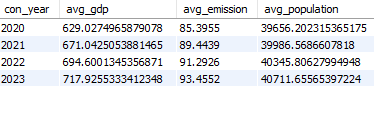 con_year avg_gdp avg_emission avg_population
2020 629.0274965879078 85.3955 39656.202315365175
2021 671.0425053881465 89.4439 39986.5686607818
2022 694.6001345356871 91.2926 40345.80627994948
2023 717.9255333412348 93.4552 40711.65565397224